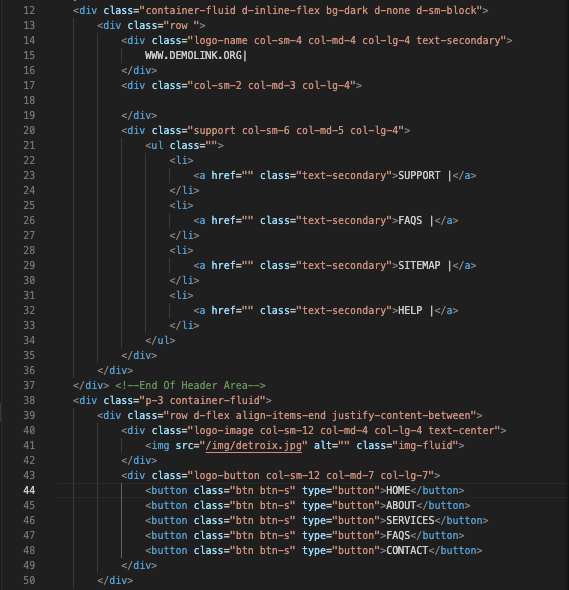 12 <div class="container-fluid d-inline-flex bg-dark d-none d-sm-block">
13 <div class="row ">
14 <div class="logo-name col-sm-4 col-md-4 col-lg-4 text-secondary">
15 WWW.DEMOLINK.ORG|
16 </div>
17 <div class="col-sm-2 col-md-3 col-lg-4">
18
19 </div>
20 <div class="support col-sm-6 col-md-5 col-lg-4">
21 <ul class="">
22 <li>
23 <a href="" class="text-secondary">SUPPORT |</a>
24 </li>
25 <li>
26 <a href="" class="text-secondary">FAQS |</a>
27 </li>
28 <li>
29 <a href="" class="text-secondary">SITEMAP |</a>
30 </li>
31 <li>
32 <a href="" class="text-secondary">HELP |</a>
33 </li>
34 </ul>
35 </div>
36 </div>
37 </div> <!--End Of Header Area-->
38 <div class="p-3 container-fluid">
39 <div class="row d-flex align-items-end justify-content-between">
40 <div class="logo-image col-sm-12 col-md-4 col-lg-4 text-center">
41 <img src="/img/detroix.jpg" alt="" class="img-fluid">
42 </div>
43 <div class="logo-button col-sm-12 col-md-7 col-lg-7">
44 <button class="btn btn-s" type="button">HOME</button>
45 <button class="btn btn-s" type="button">ABOUT</button>
46 <button class="btn btn-s" type="button">SERVICES</button>
47 <button class="btn btn-s" type="button">FAQS</button>
48 <button class="btn btn-s" type="button">CONTACT</button>
49 </div>
50 </div>